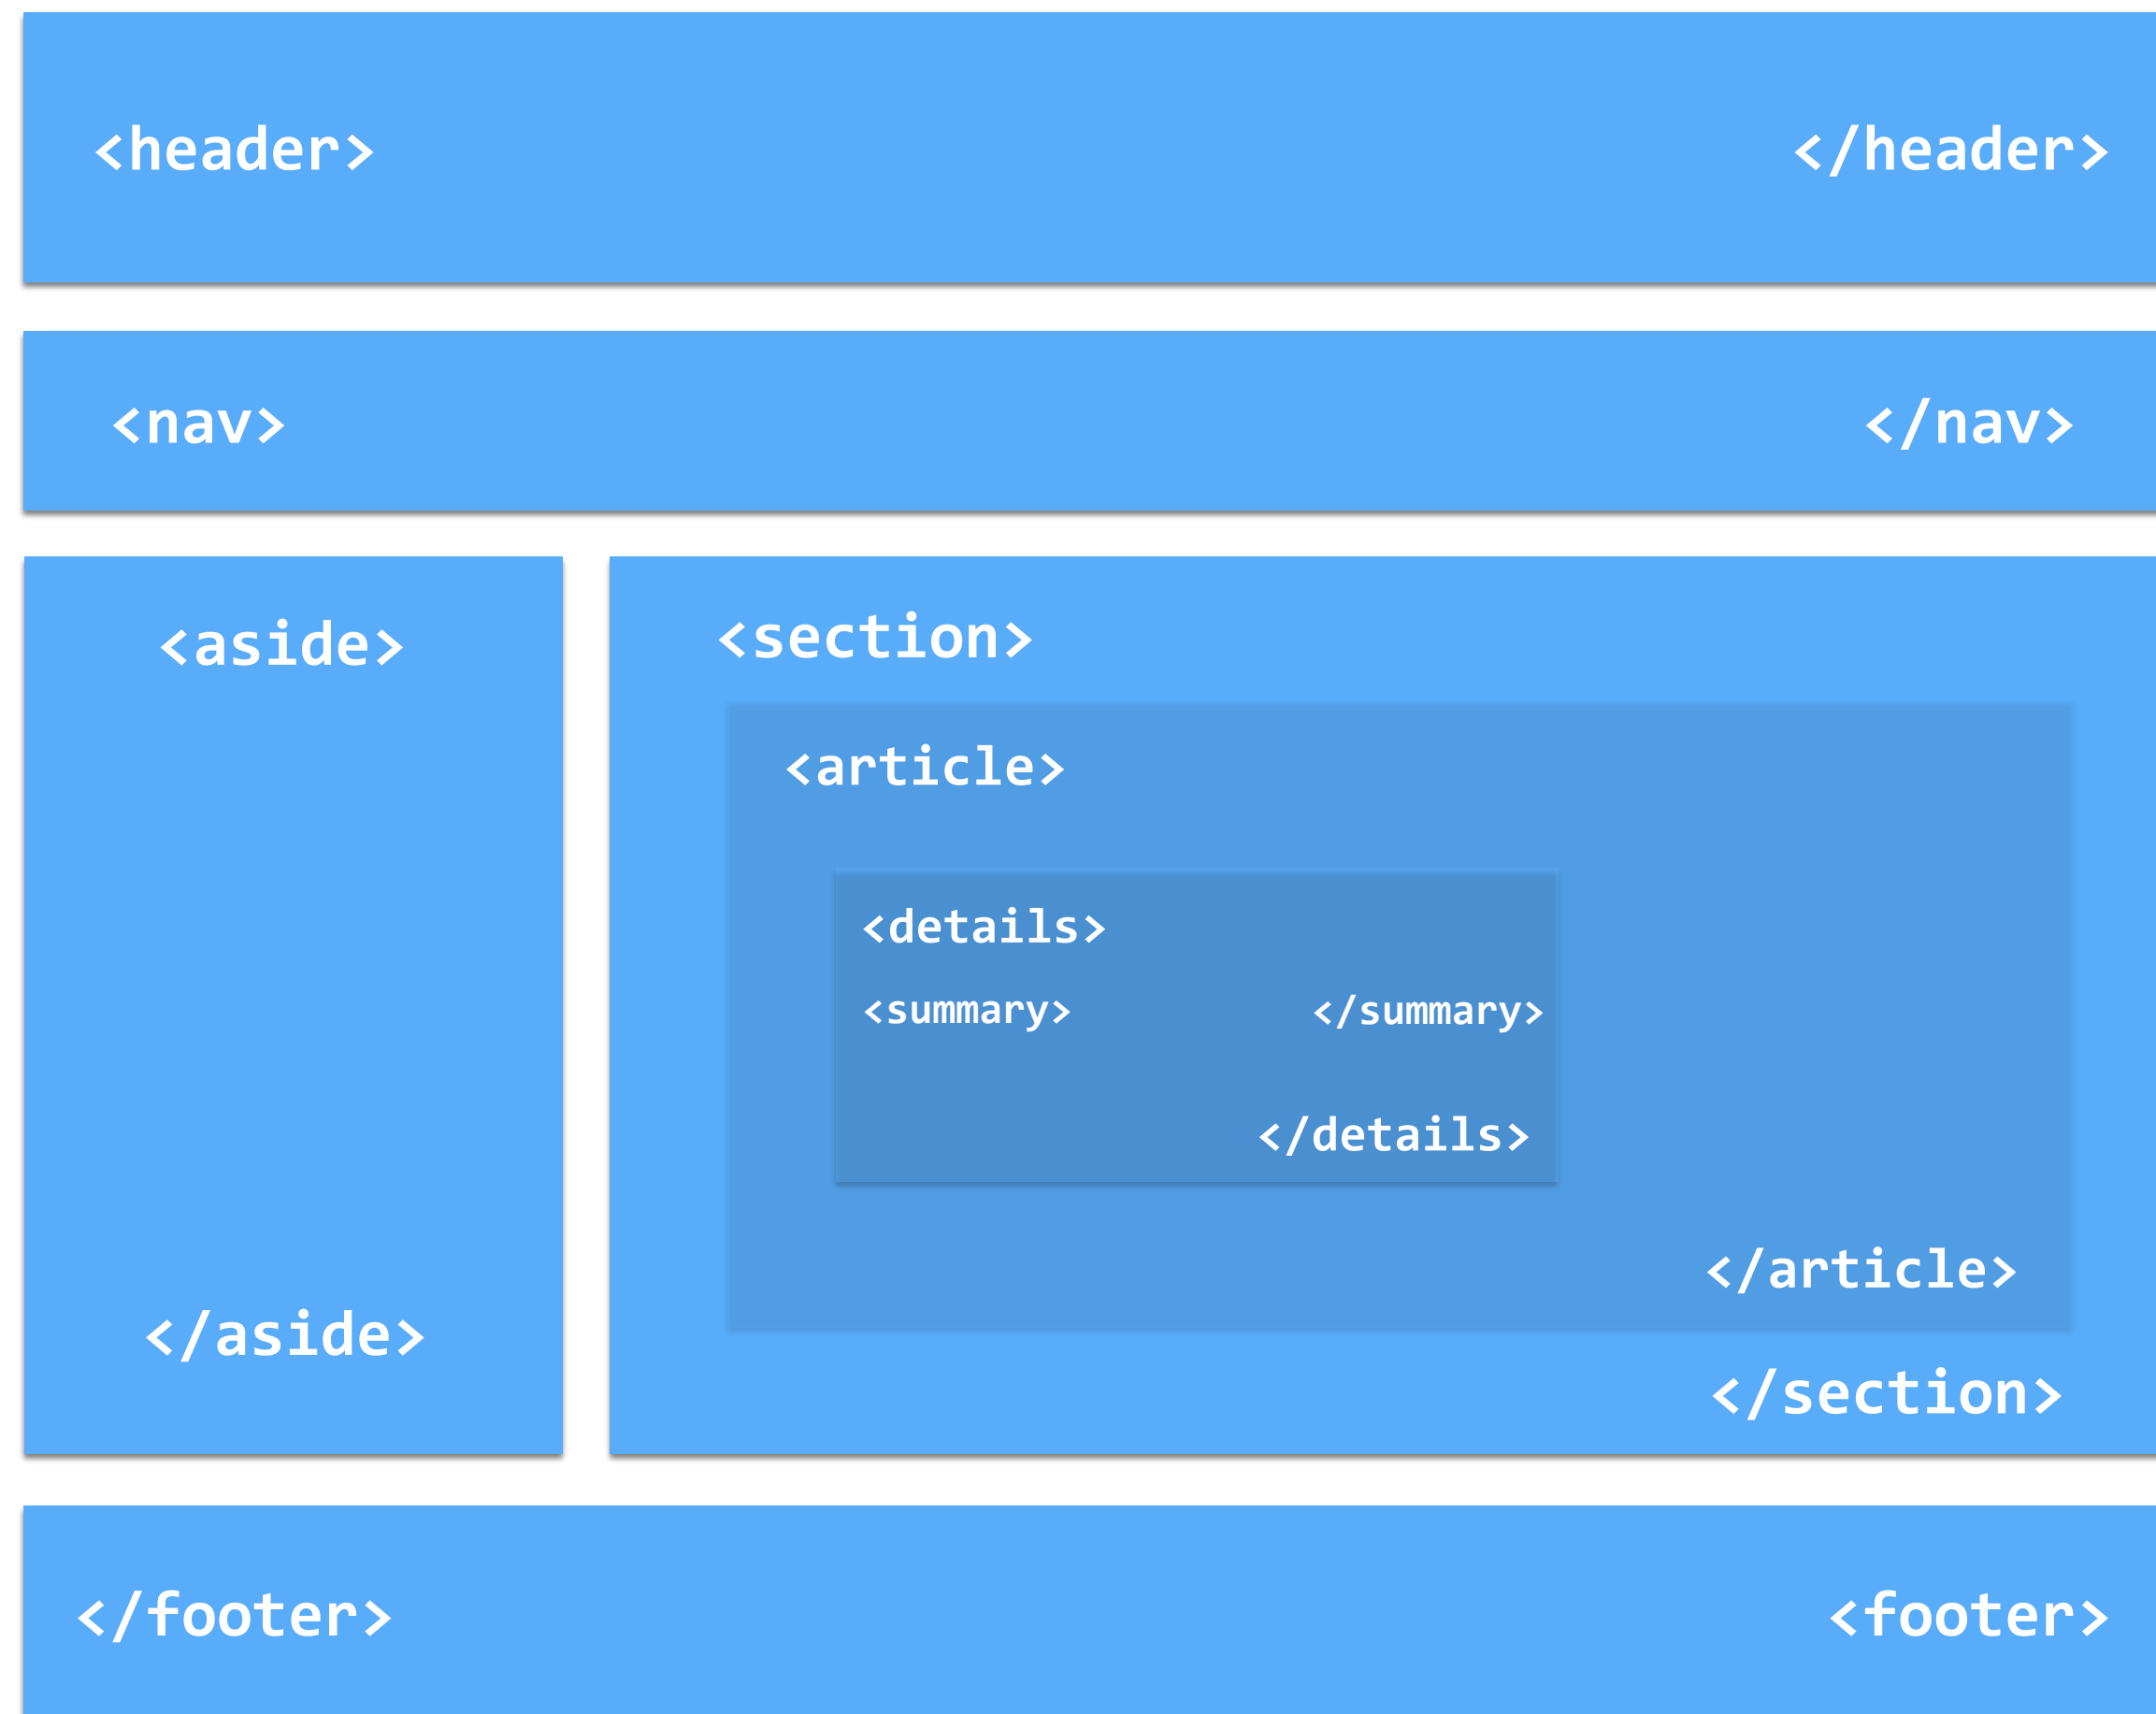 <header> </header>
<nav> </nav>
<aside>
</aside>
<section>
<article>
<details>
<summary> </summary>
</details>
</article>
</section>
</footer> <footer>